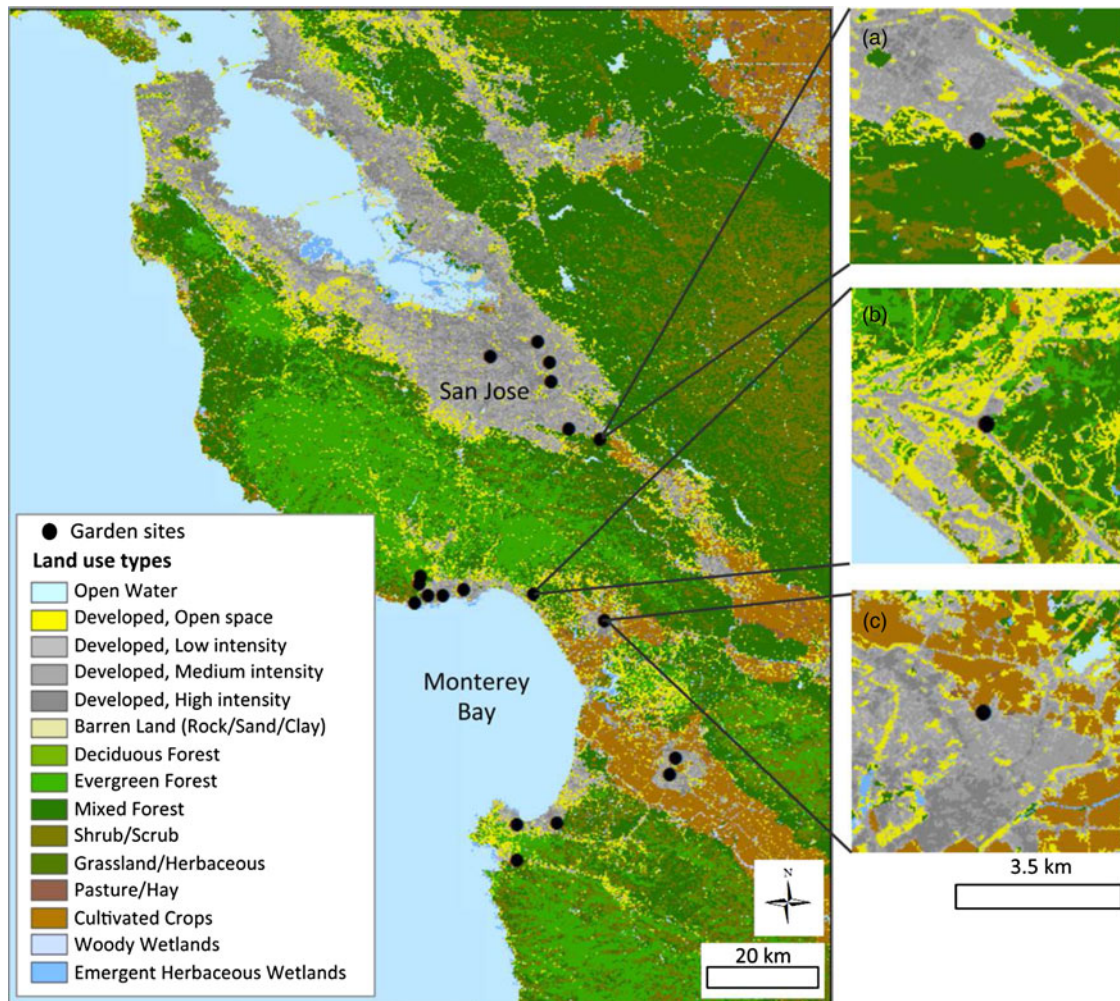 San Jose
Monterey
Bay
Garden sites
Land use types
Open Water
Developed, Open space
Developed, Low intensity
Developed, Medium intensity
Developed, High intensity
Barren Land (Rock/Sand/Clay)
Deciduous Forest
Evergreen Forest
Mixed Forest
Shrub/Scrub
Grassland/Herbaceous
Pasture/Hay
Cultivated Crops
Woody Wetlands
Emergent Herbaceous Wetlands
N
20 km
(a)
(b)
(c)
3.5 km